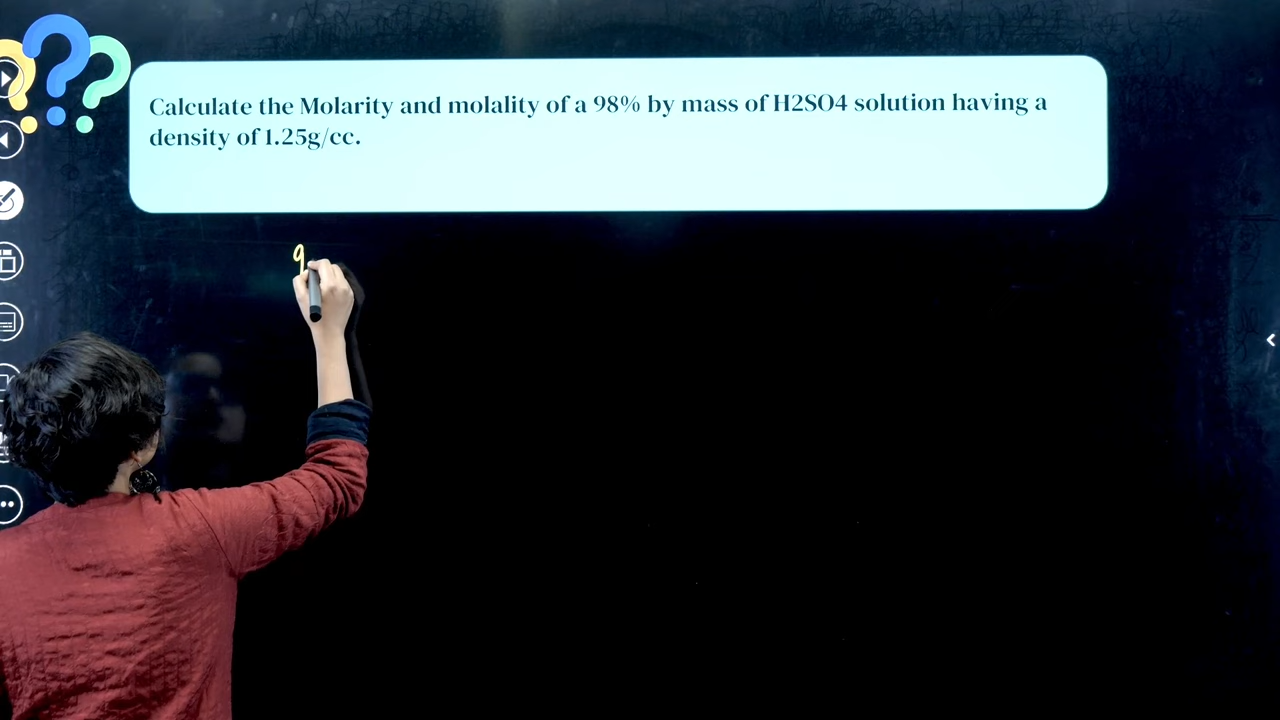 Calculate the Molarity and molality of a 98% by mass of H2SO4 solution having a
density of 1.25g/cc.
9